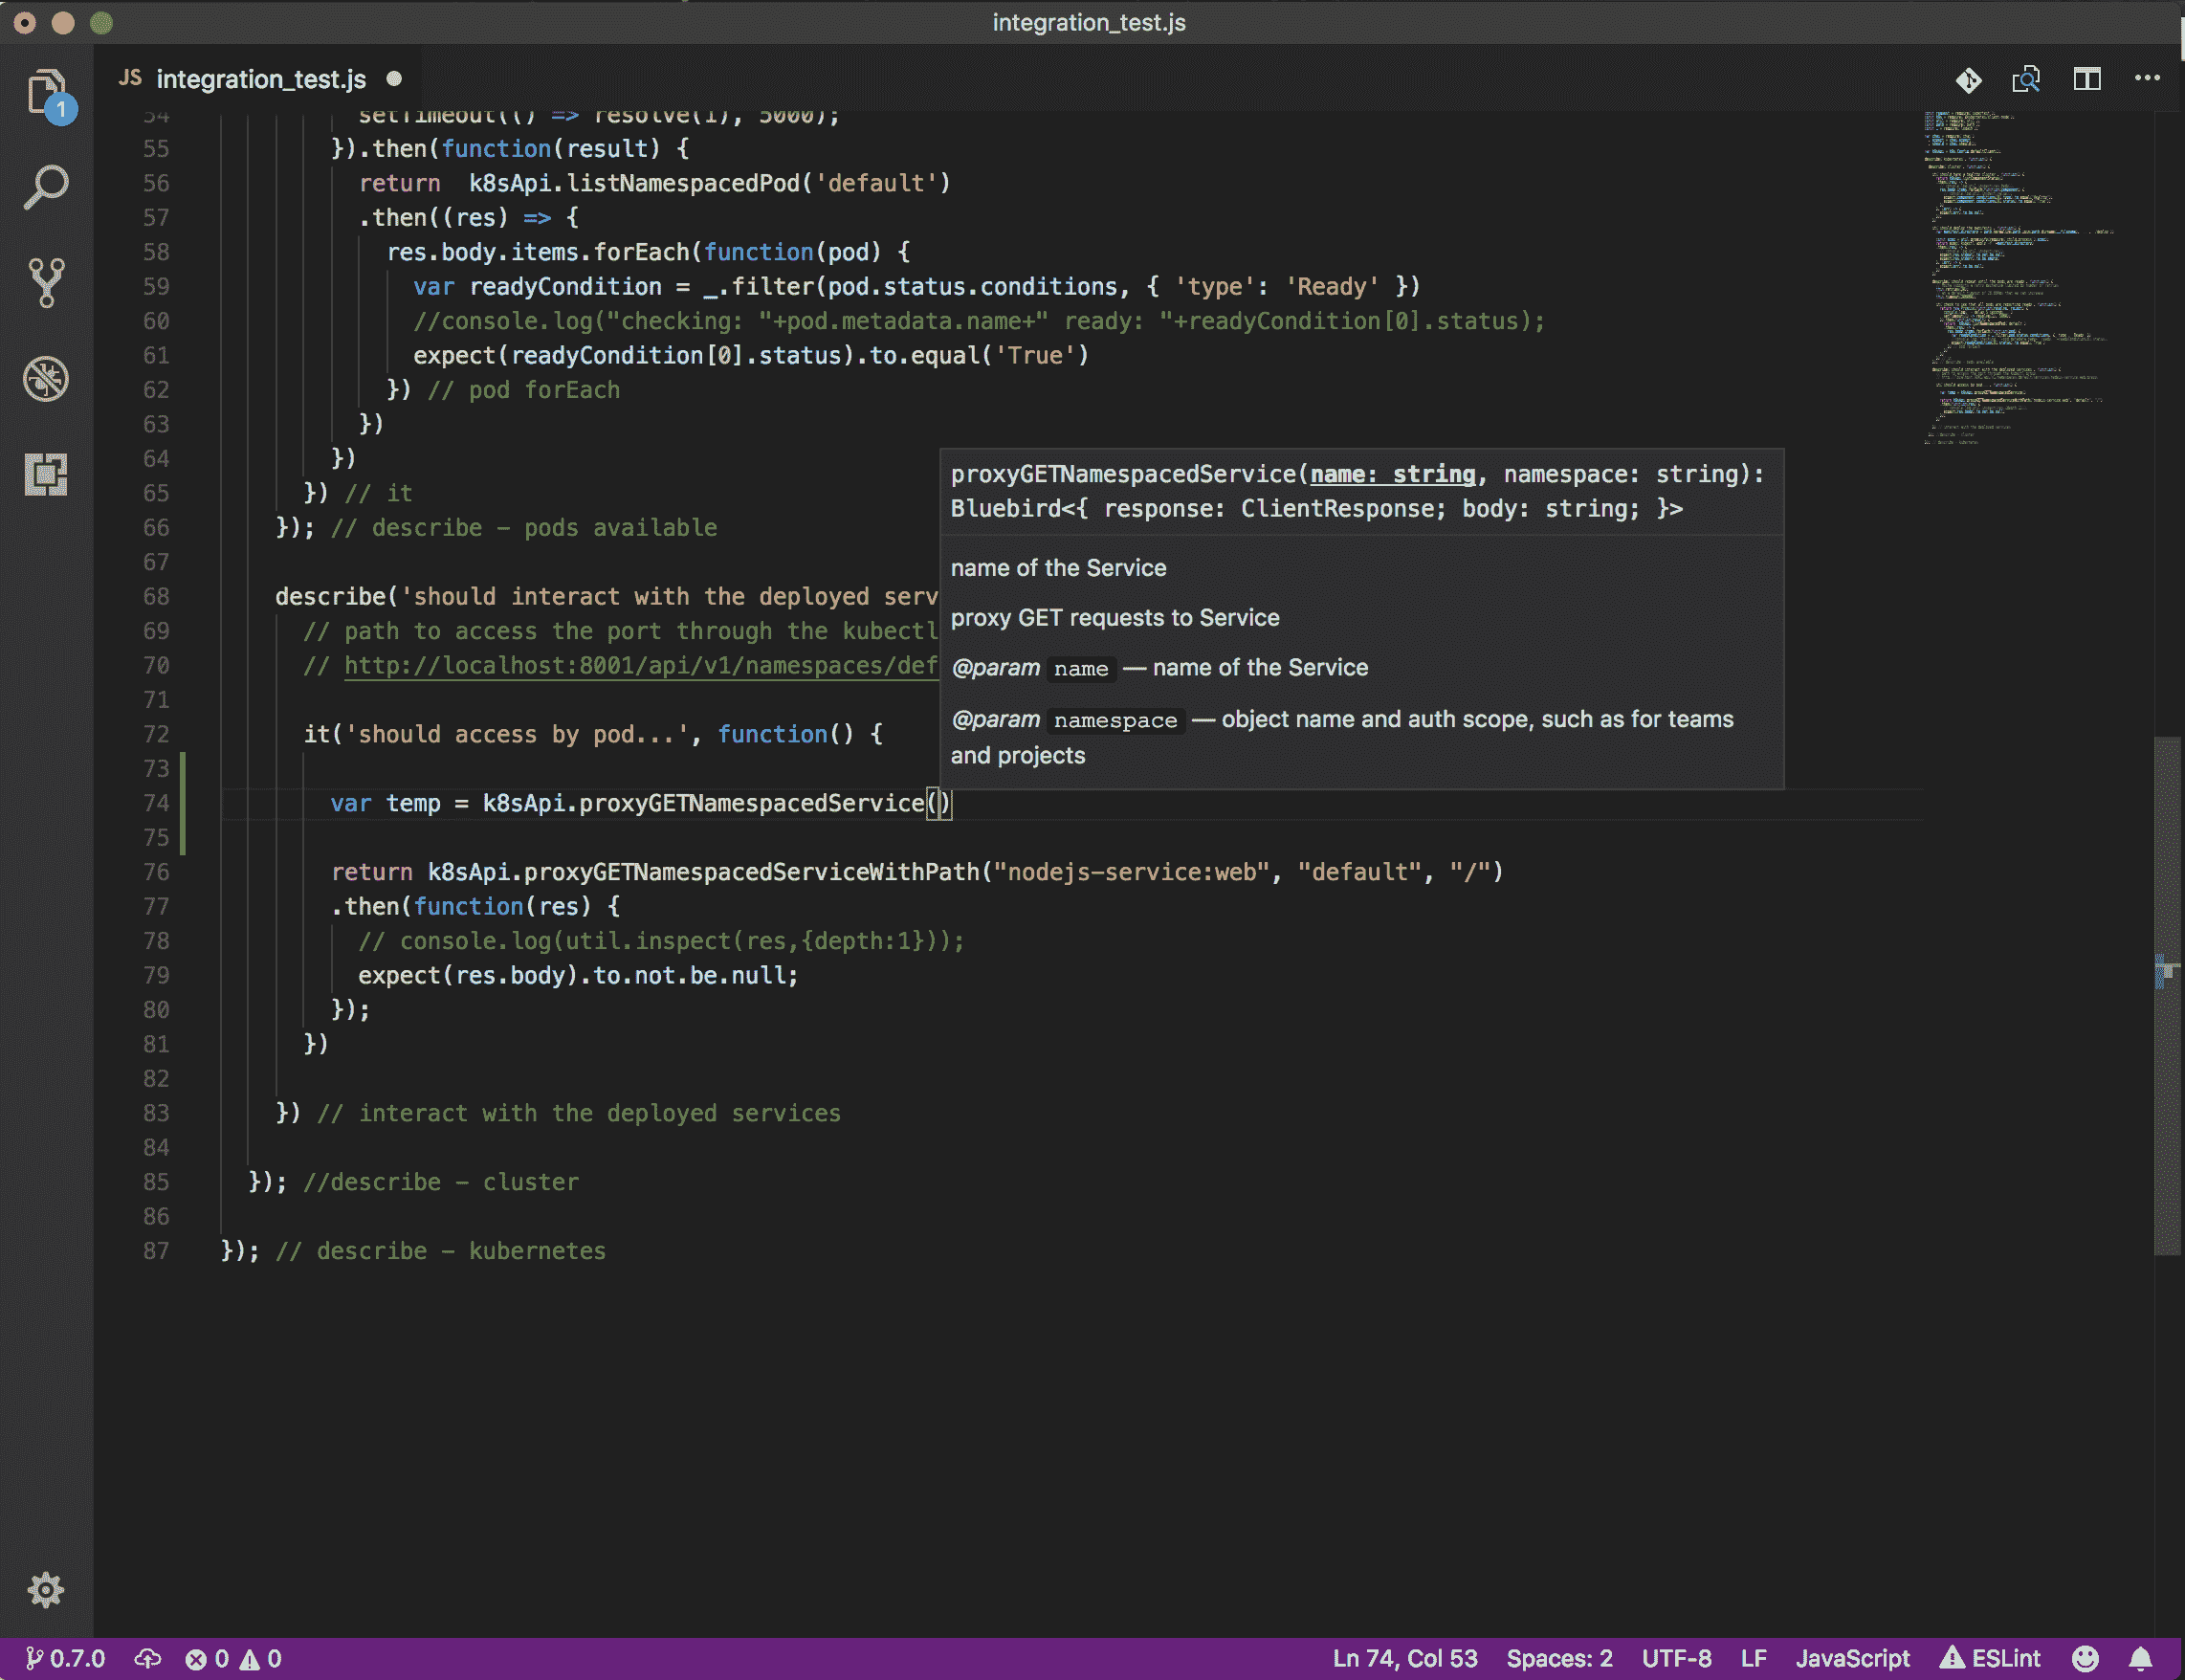 integration_test.js
JS integration_test.js
1
54 setTimeout(() => resolve(1), 5000);
55 }).then(function(result) {
56 return  k8sApi.listNamespacedPod('default')
57 .then((res) => {
58 res.body.items.forEach(function(pod) {
59 var readyCondition = _.filter(pod.status.conditions, { 'type': 'Ready' })
60 //console.log("checking: "+pod.metadata.name+" ready: "+readyCondition[0].status);
61 expect(readyCondition[0].status).to.equal('True')
62 }) // pod forEach
63 })
64 })
65 }) // it
66 }); // describe – pods available
67
68 describe('should interact with the deployed serv
69 // path to access the port through the kubectl
70 // http://localhost:8001/api/v1/namespaces/def
71
72 it('should access by pod...', function() {
73
74 var temp = k8sApi.proxyGETNamespacedService()
75
76 return k8sApi.proxyGETNamespacedServiceWithPath("nodejs-service:web", "default", "/")
77 .then(function(res) {
78 // console.log(util.inspect(res,{depth:1}));
79 expect(res.body).to.not.be.null;
80 });
81 })
82
83 }) // interact with the deployed services
84
85 }); //describe – cluster
86
87 }); // describe – kubernetes
proxyGETNamespacedService(name: string, namespace: string):
Bluebird<{ response: ClientResponse; body: string; }>
name of the Service
proxy GET requests to Service
@param name — name of the Service
@param namespace — object name and auth scope, such as for teams
and projects
0.7.0 0 0 Ln 74, Col 53 Spaces: 2 UTF-8 LF JavaScript ESLint